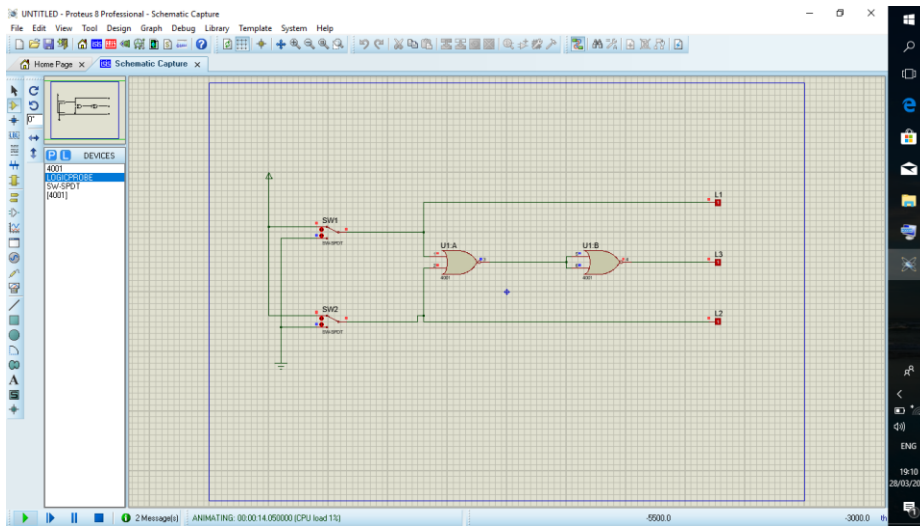 UNTITLED - Proteus 8 Professional - Schematic Capture
File Edit View Tool Design Graph Debug Library Template System Help
Home Page x
Schematic Capture x
0°
P L DEVICES
4001
LOGICPROBE
SW-SPDT
[4001]
L1
SW1
SW-SPDT
U1:A
4001
U1:B
4001
L3
SW2
SW-SPDT
L2
2 Message(s)
ANIMATING: 00:00:14.050000 (CPU load 1%)
-5500.0
-3000.0
th
ENG
19:10
28/03/20